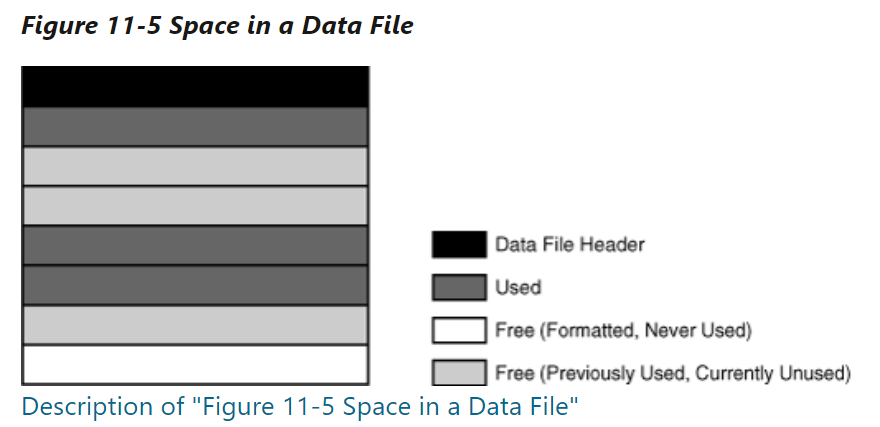 Figure 11-5 Space in a Data File
Data File Header
Used
Free (Formatted, Never Used)
Free (Previously Used, Currently Unused)
Description of "Figure 11-5 Space in a Data File"